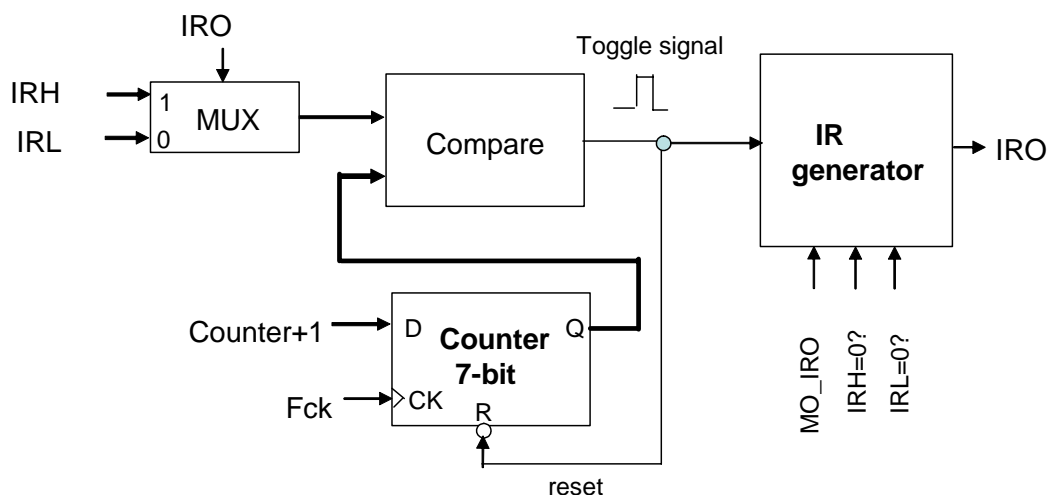 IRO
Toggle signal
IRH
1
MUX
IRL
0
Compare
IR
generator
IRO
Counter+1
D
Q
Counter
7-bit
Fck
CK
R
reset
MO_IRO
IRH=0?
IRL=0?